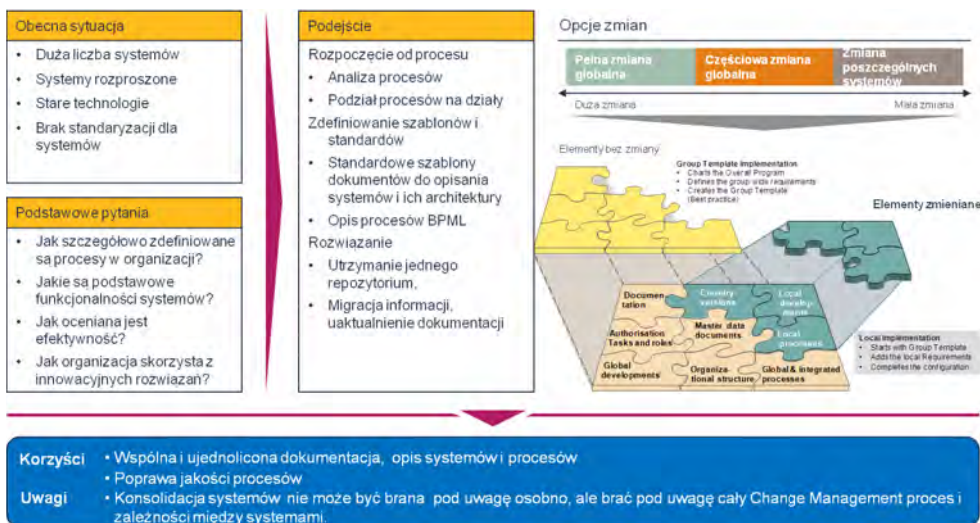 Obecna sytuacja
• Duża liczba systemów
• Systemy rozproszone
• Stare technologie
• Brak standaryzacji dla
systemów
Podstawowe pytania
• Jak szczegółowo zdefiniowane
są procesy w organizacji?
• Jakie są podstawowe
funkcjonalności systemów?
• Jak oceniana jest
efektywność?
• Jak organizacja skorzysta z
innowacyjnych rozwiązań?
Podejście
Rozpoczęcie od procesu
• Analiza procesów
• Podział procesów na działy
Zdefiniowanie szablonów i
standardów
• Standardowe szablony
dokumentów do opisania
systemów i ich architektury
• Opis procesów BPML
Rozwiązanie
• Utrzymanie jednego
repozytorium,
• Migracja informacji,
uaktualnienie dokumentacji
Opcje zmian
Pełna zmiana
globalna
Częściowa zmiana
globalna
Zmiana
poszczególnych
systemów
Duża zmiana
Mała zmiana
Elementy bez zmiany
Group Template Implementation
• Charts the Overall Program
• Defines the group wide requirements
• Creates the Group Template
(Best practice)
Elementy zmieniane
Documen-
tation
Country
versions
Local
develop-
ments
Authorisation
Tasks and roles
Master data
documents
Local
processes
Global
developments
Organiza-
tional structure
Global & integrated
processes
Local Implementation
• Starts with Group Template
• Adds the local Requirements
• Completes the configuration
Korzyści • Wspólna i ujednolicona dokumentacja, opis systemów i procesów
• Poprawa jakości procesów
Uwagi • Konsolidacja systemów nie może być brana pod uwagę osobno, ale brać pod uwagę cały Change Management proces i
zależności między systemami.